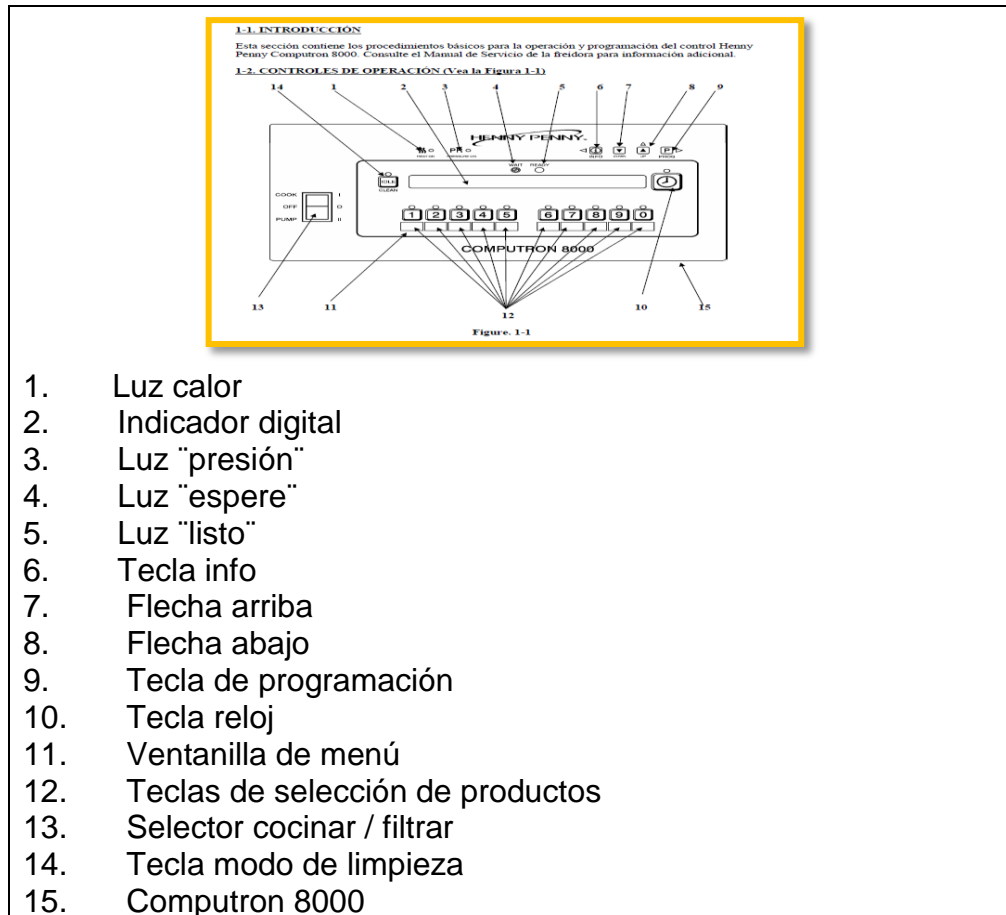 1-1. INTRODUCCIÓN
Esta sección contiene los procedimientos básicos para la operación y programación del control Henny
Penny Computron 8000. Consulte el Manual de Servicio de la freidora para información adicional.
1-2. CONTROLES DE OPERACIÓN (Vea la Figura 1-1)
14 1 2 3 4 5 6 7 8 9
HENNY PENNY
INFO
WAIT READY
IDLE
CLEAN
COOK I
OFF O
PUMP II
1 2 3 4 5 6 7 8 9 0
COMPUTRON 8000
13 11 12 10 15
Figure. 1-1
1. Luz calor
2. Indicador digital
3. Luz ¨presión¨
4. Luz ¨espere¨
5. Luz ¨listo¨
6. Tecla info
7. Flecha arriba
8. Flecha abajo
9. Tecla de programación
10. Tecla reloj
11. Ventanilla de menú
12. Teclas de selección de productos
13. Selector cocinar / filtrar
14. Tecla modo de limpieza
15. Computron 8000